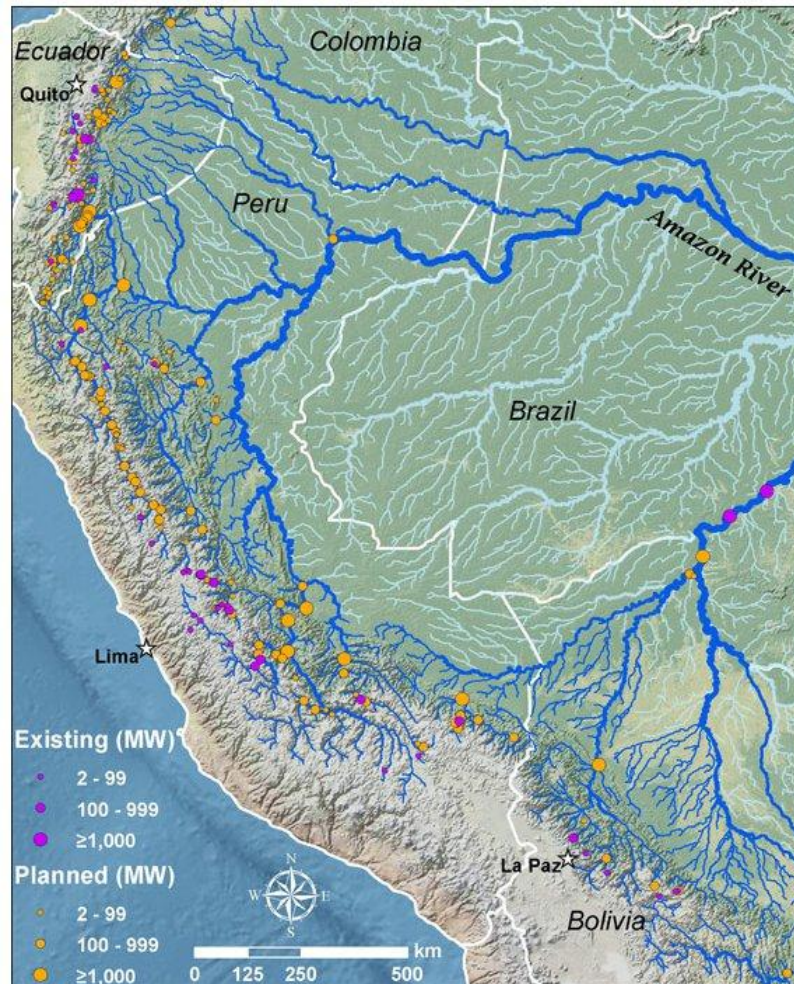 Colombia
Ecuador
Quito
Peru
Amazon River
Brazil
Lima
Existing (MW)
2 - 99
100 - 999
≥1,000
La Paz
Planned (MW)
2 - 99
100 - 999
≥1,000
N
W E
S
Bolivia
km
0 125 250 500